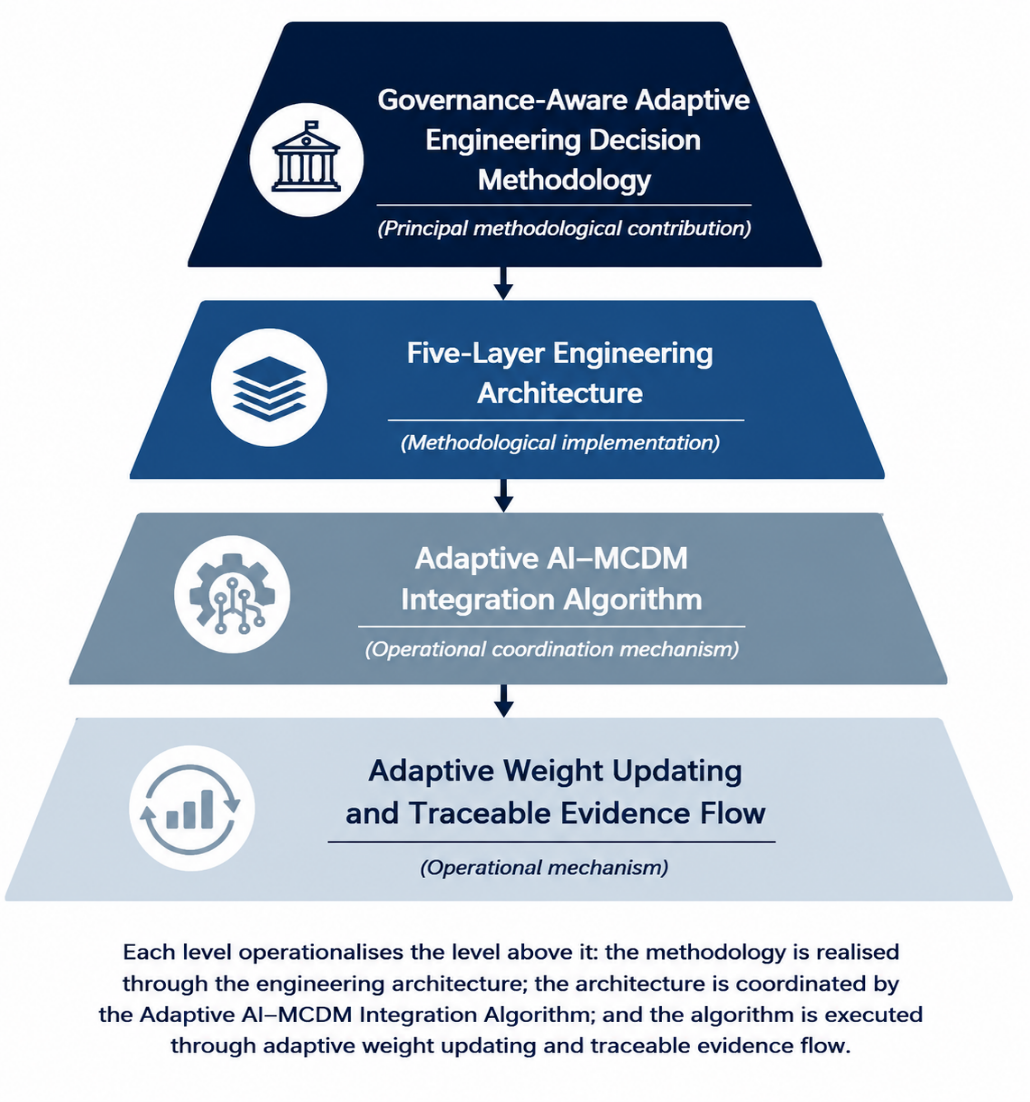 Governance-Aware Adaptive
Engineering Decision
Methodology
(Principal methodological contribution)
Five-Layer Engineering
Architecture
(Methodological implementation)
Adaptive AI–MCDM
Integration Algorithm
(Operational coordination mechanism)
Adaptive Weight Updating
and Traceable Evidence Flow
(Operational mechanism)
Each level operationalises the level above it: the methodology is realised
through the engineering architecture; the architecture is coordinated by
the Adaptive AI–MCDM Integration Algorithm; and the algorithm is executed
through adaptive weight updating and traceable evidence flow.